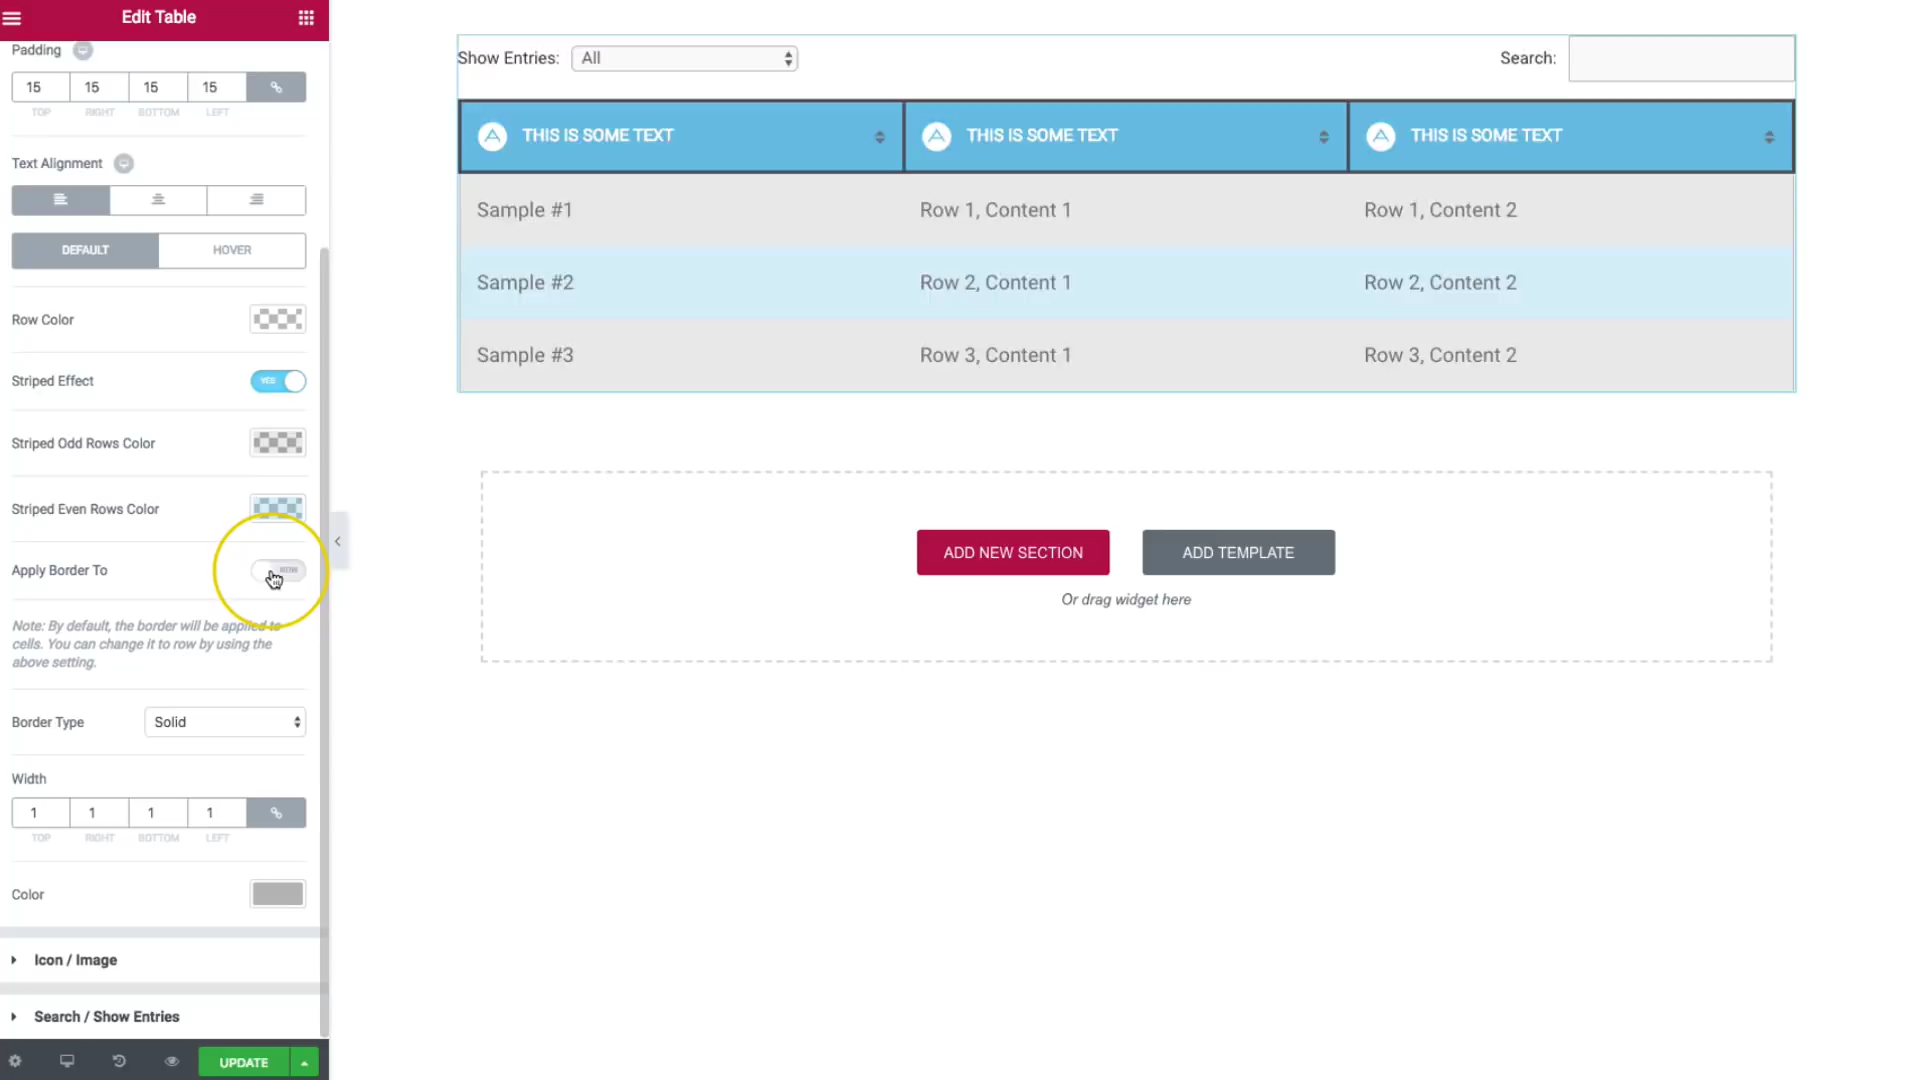 Edit Table
Padding
15 15 15 15
TOP RIGHT BOTTOM LEFT
Text Alignment
DEFAULT HOVER
Row Color
Striped Effect YES
Striped Odd Rows Color
Striped Even Rows Color
Apply Border To ROW
Note: By default, the border will be applied to
cells. You can change it to row by using the
above setting.
Border Type Solid
Width
1 1 1 1
TOP RIGHT BOTTOM LEFT
Color
Icon / Image
Search / Show Entries
UPDATE
Show Entries: All Search:
THIS IS SOME TEXT THIS IS SOME TEXT THIS IS SOME TEXT
Sample #1 Row 1, Content 1 Row 1, Content 2
Sample #2 Row 2, Content 1 Row 2, Content 2
Sample #3 Row 3, Content 1 Row 3, Content 2
ADD NEW SECTION ADD TEMPLATE
Or drag widget here